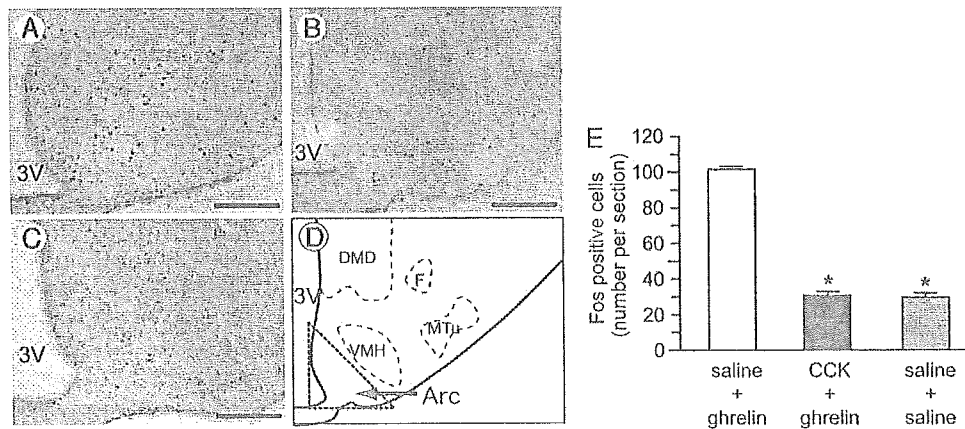 A
3V
B
3V
C
3V
D
DMD
3V
F
MTu
VMH
Arc
E
Fos positive cells
(number per section)
120
100
80
60
40
20
0
*
*
saline
+
ghrelin
CCK
+
ghrelin
saline
+
saline